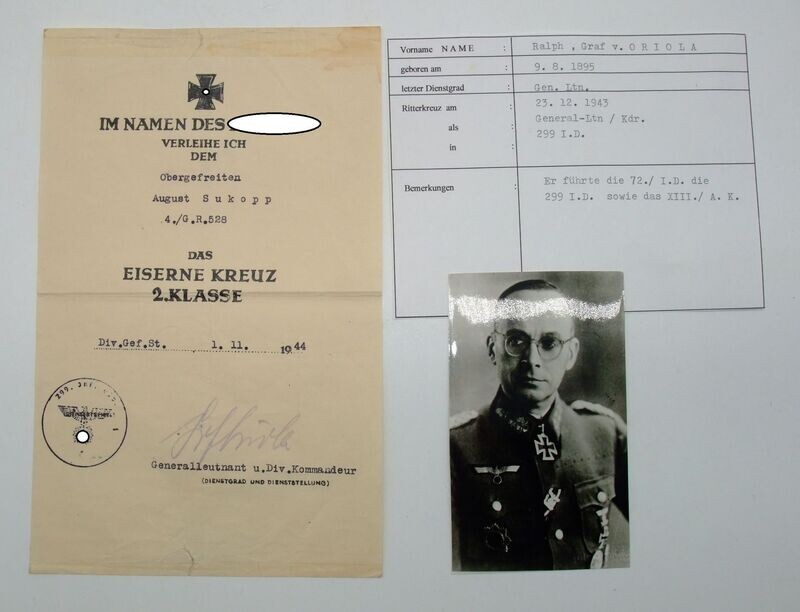 IM NAMEN DES
VERLEIHE ICH
DEM
Obergefreiten
August Sukopp
4./G.R.528
DAS
EISERNE KREUZ
2.KLASSE
Div.Gef.St. 1. 11. 1944
299. Inf.
Generalleutnant u.Div.Kommandeur
(DIENSTGRAD UND DIENSTSTELLUNG)
Vorname NAME : Ralph , Graf v. ORIOLA
geboren am : 9. 8. 1895
letzter Dienstgrad : Gen. Ltn.
Ritterkreuz am : 23. 12. 1943
als : General-Ltn / Kdr.
in : 299 I.D.
Bemerkungen : Er führte die 72./ I.D. die
299 I.D. sowie das XIII./ A. K.